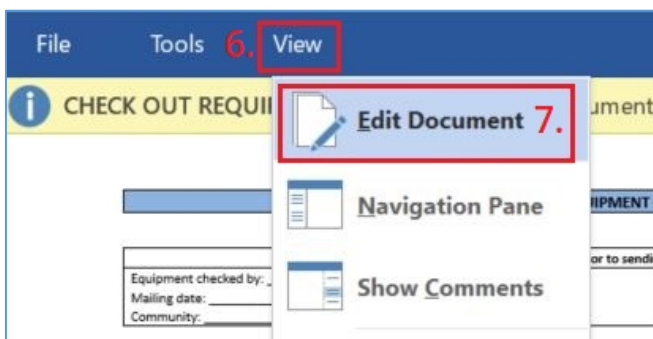 File Tools 6. View
CHECK OUT REQUI ument
Edit Document 7.
Navigation Pane IPMENT
or to sendi
Equipment checked by:
Mailing date:
Show Comments
Community: